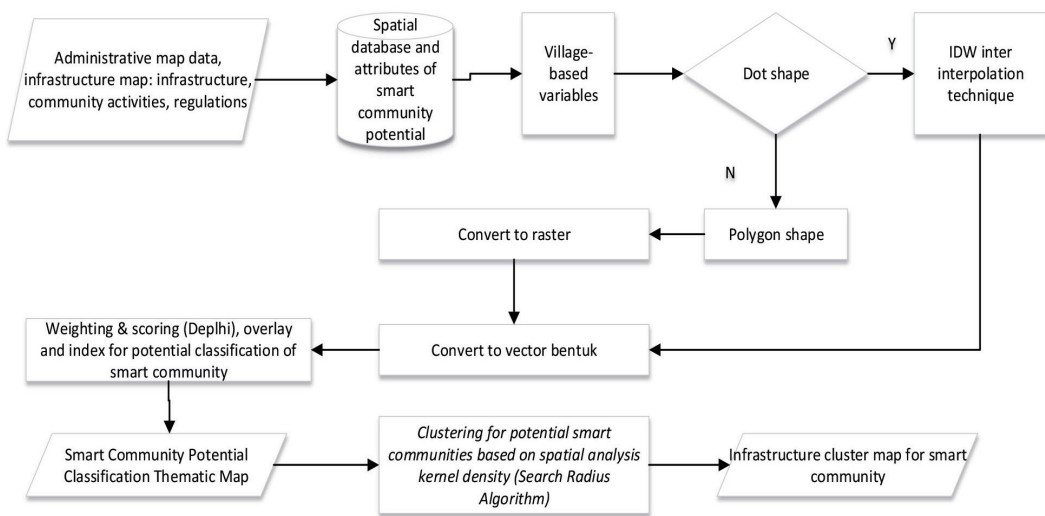 Administrative map data,
infrastructure map: infrastructure,
community activities, regulations
Spatial
database and
attributes of
smart
community
potential
Village-
based
variables
Dot shape
Y
IDW inter
interpolation
technique
N
Polygon shape
Convert to raster
Convert to vector bentuk
Weighting & scoring (Deplhi), overlay
and index for potential classification of
smart community
Smart Community Potential
Classification Thematic Map
Clustering for potential smart
communities based on spatial analysis
kernel density (Search Radius
Algorithm)
Infrastructure cluster map for smart
community